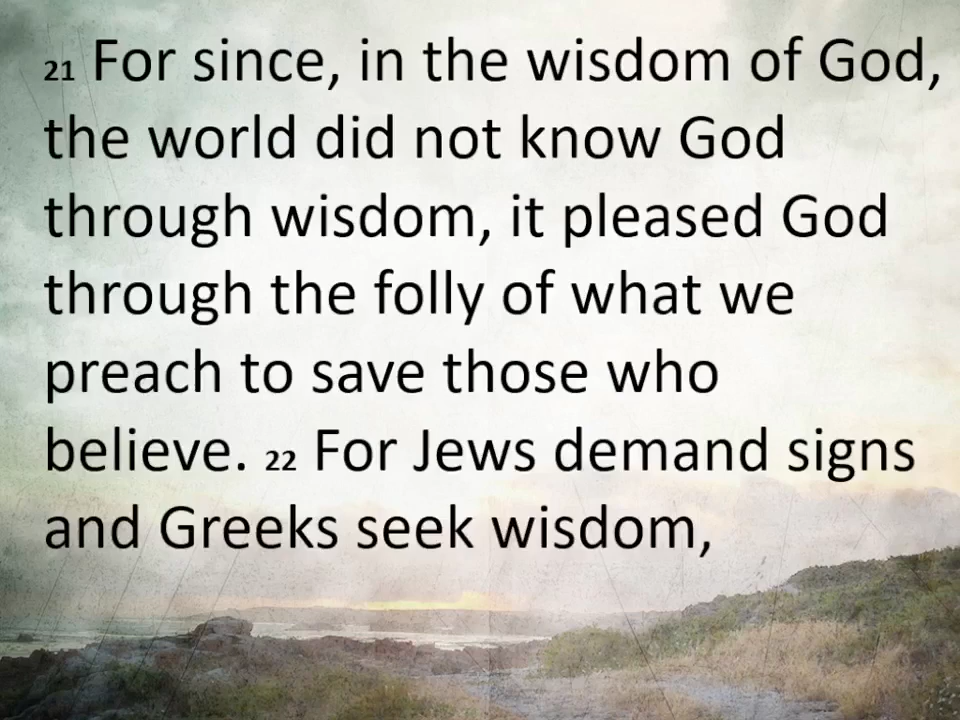 21 For since, in the wisdom of God,
the world did not know God
through wisdom, it pleased God
through the folly of what we
preach to save those who
believe. 22 For Jews demand signs
and Greeks seek wisdom,